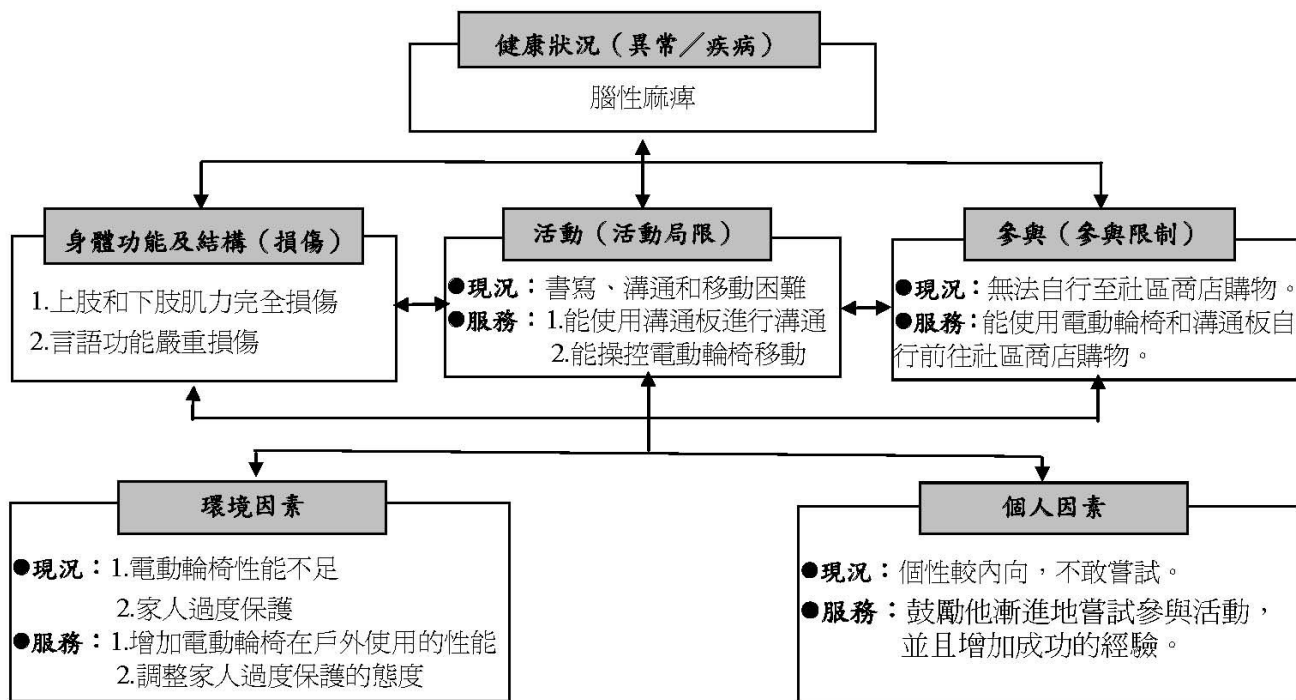 健康狀況（異常／疾病）
腦性麻痺
身體功能及結構（損傷）
1.上肢和下肢肌力完全損傷
2.言語功能嚴重損傷
活動（活動局限）
●現況：書寫、溝通和移動困難
●服務：1.能使用溝通板進行溝通
2.能操控電動輪椅移動
參與（參與限制）
●現況：無法自行至社區商店購物。
●服務：能使用電動輪椅和溝通板自
行前往社區商店購物。
環境因素
●現況：1.電動輪椅性能不足
2.家人過度保護
●服務：1.增加電動輪椅在戶外使用的性能
2.調整家人過度保護的態度
個人因素
●現況：個性較內向，不敢嘗試。
●服務：鼓勵他漸進地嘗試參與活動，
並且增加成功的經驗。